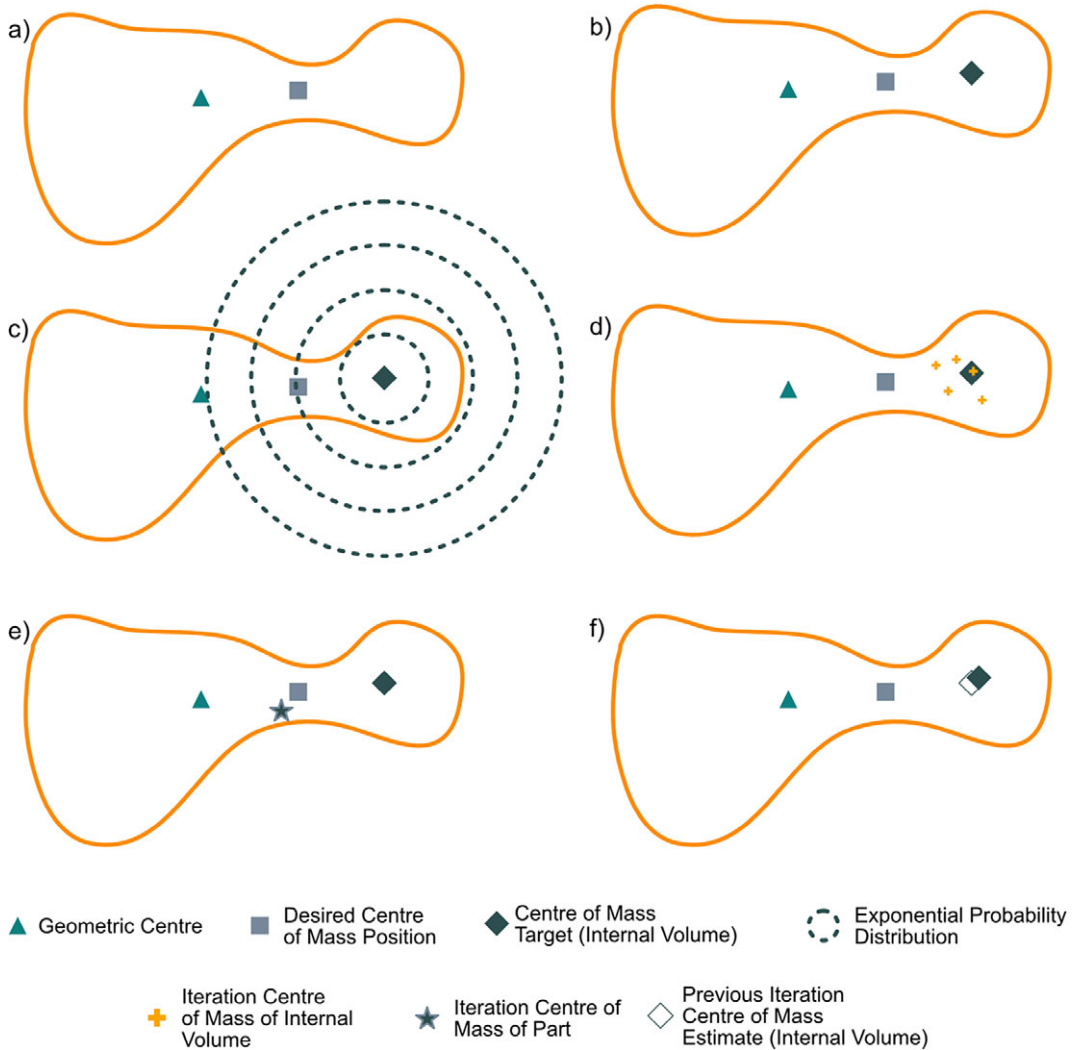 a)
b)
c)
d)
e)
f)
Geometric Centre
Desired Centre
of Mass Position
Centre of Mass
Target (Internal Volume)
Exponential Probability
Distribution
Iteration Centre
of Mass of Internal
Volume
Iteration Centre of
Mass of Part
Previous Iteration
Centre of Mass
Estimate (Internal Volume)